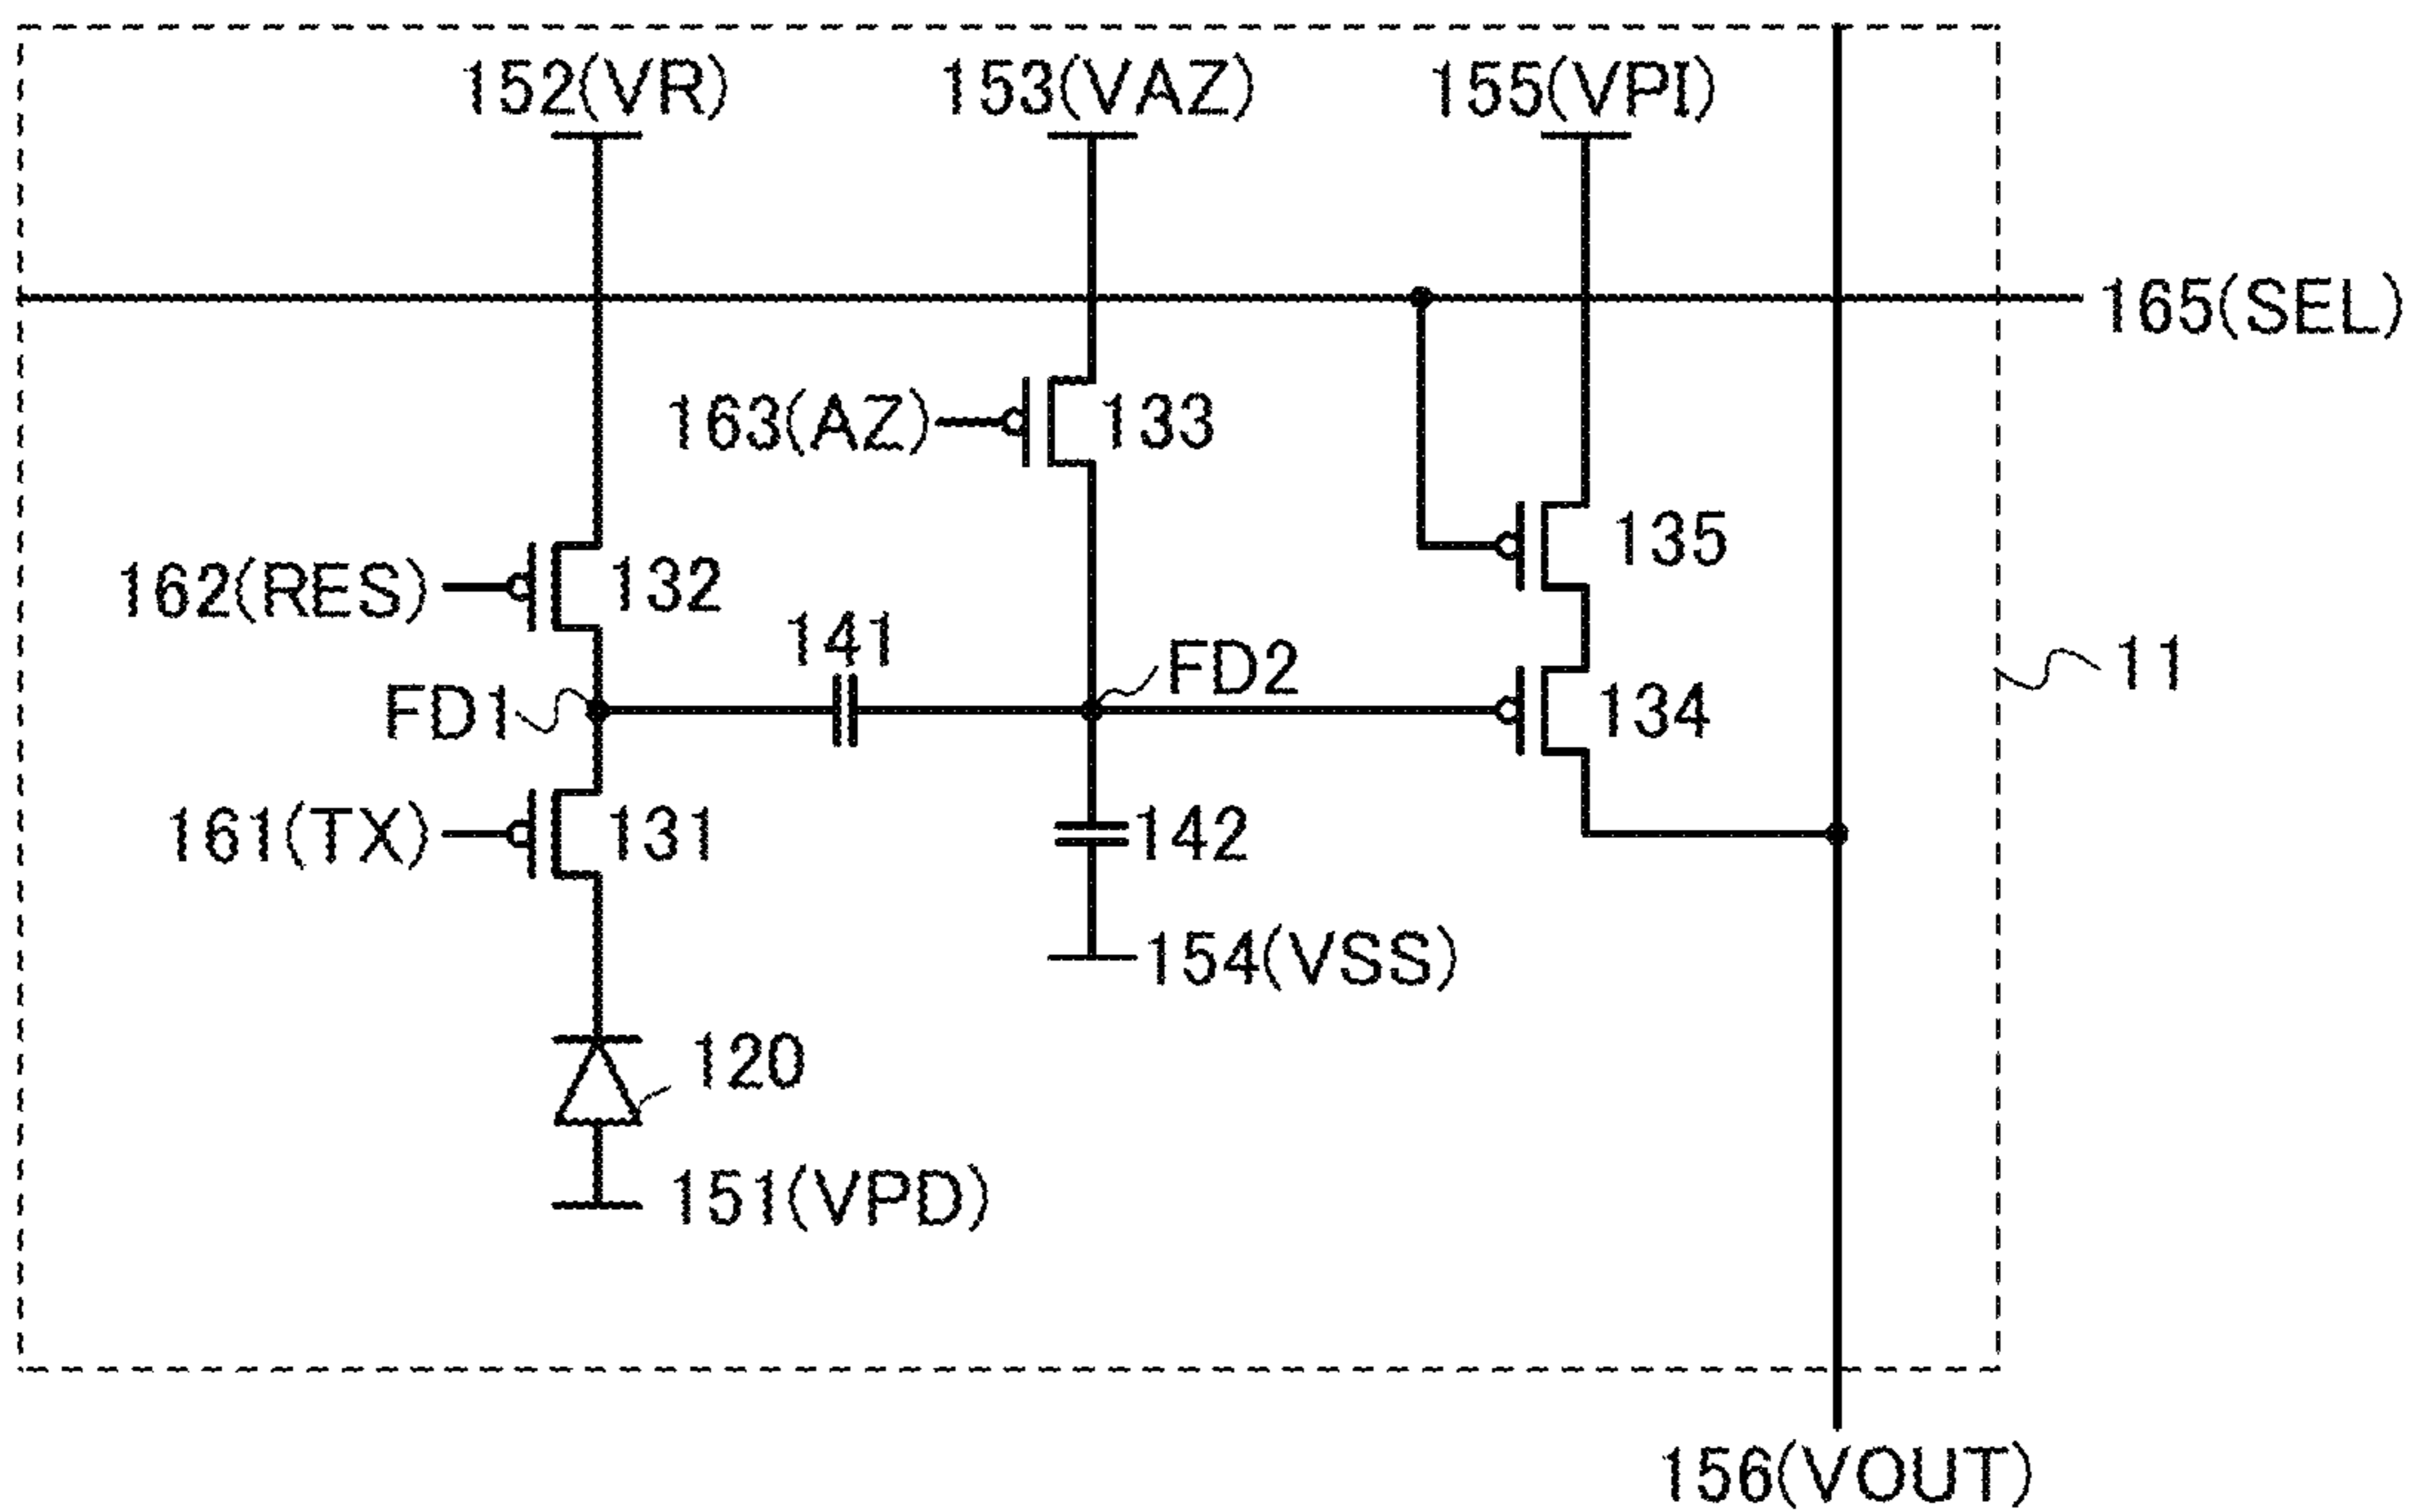 152(VR)
153(VAZ)
155(VPI)
165(SEL)
163(AZ)
133
135
162(RES)
132
141
FD2
11
FD1
134
161(TX)
131
142
154(VSS)
120
151(VPD)
156(VOUT)